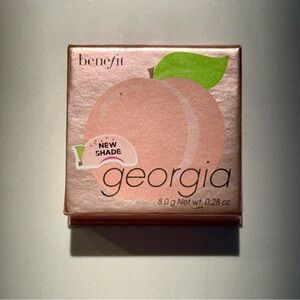 benefit
NEW
SHADE
georgia
8.0 g Net wt. 0.28 oz.